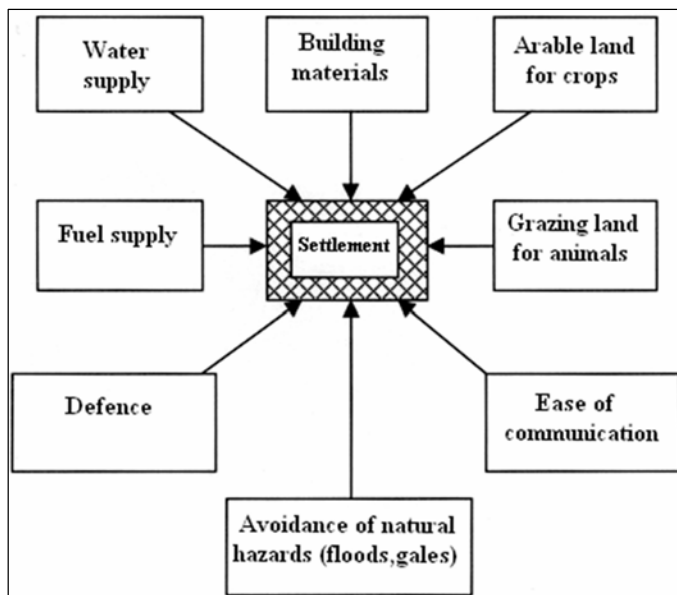 Water
supply
Building
materials
Arable land
for crops
Fuel supply
Settlement
Grazing land
for animals
Defence
Ease of
communication
Avoidance of natural
hazards (floods,gales)